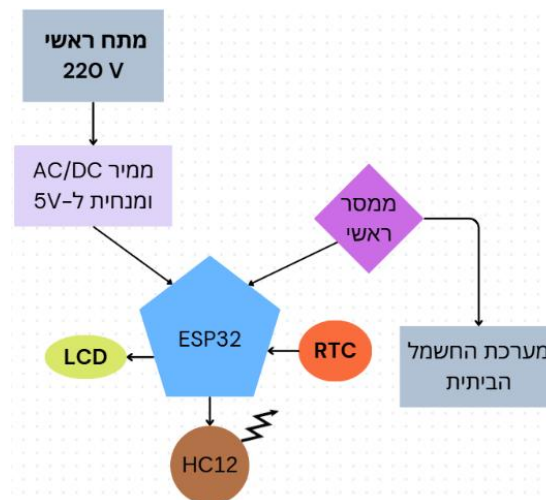 מתח ראשי
220 V
ממיר AC/DC
ומנחית ל-5V
ממסר
ראשי
ESP32
LCD
RTC
מערכת החשמל
הביתית
HC12